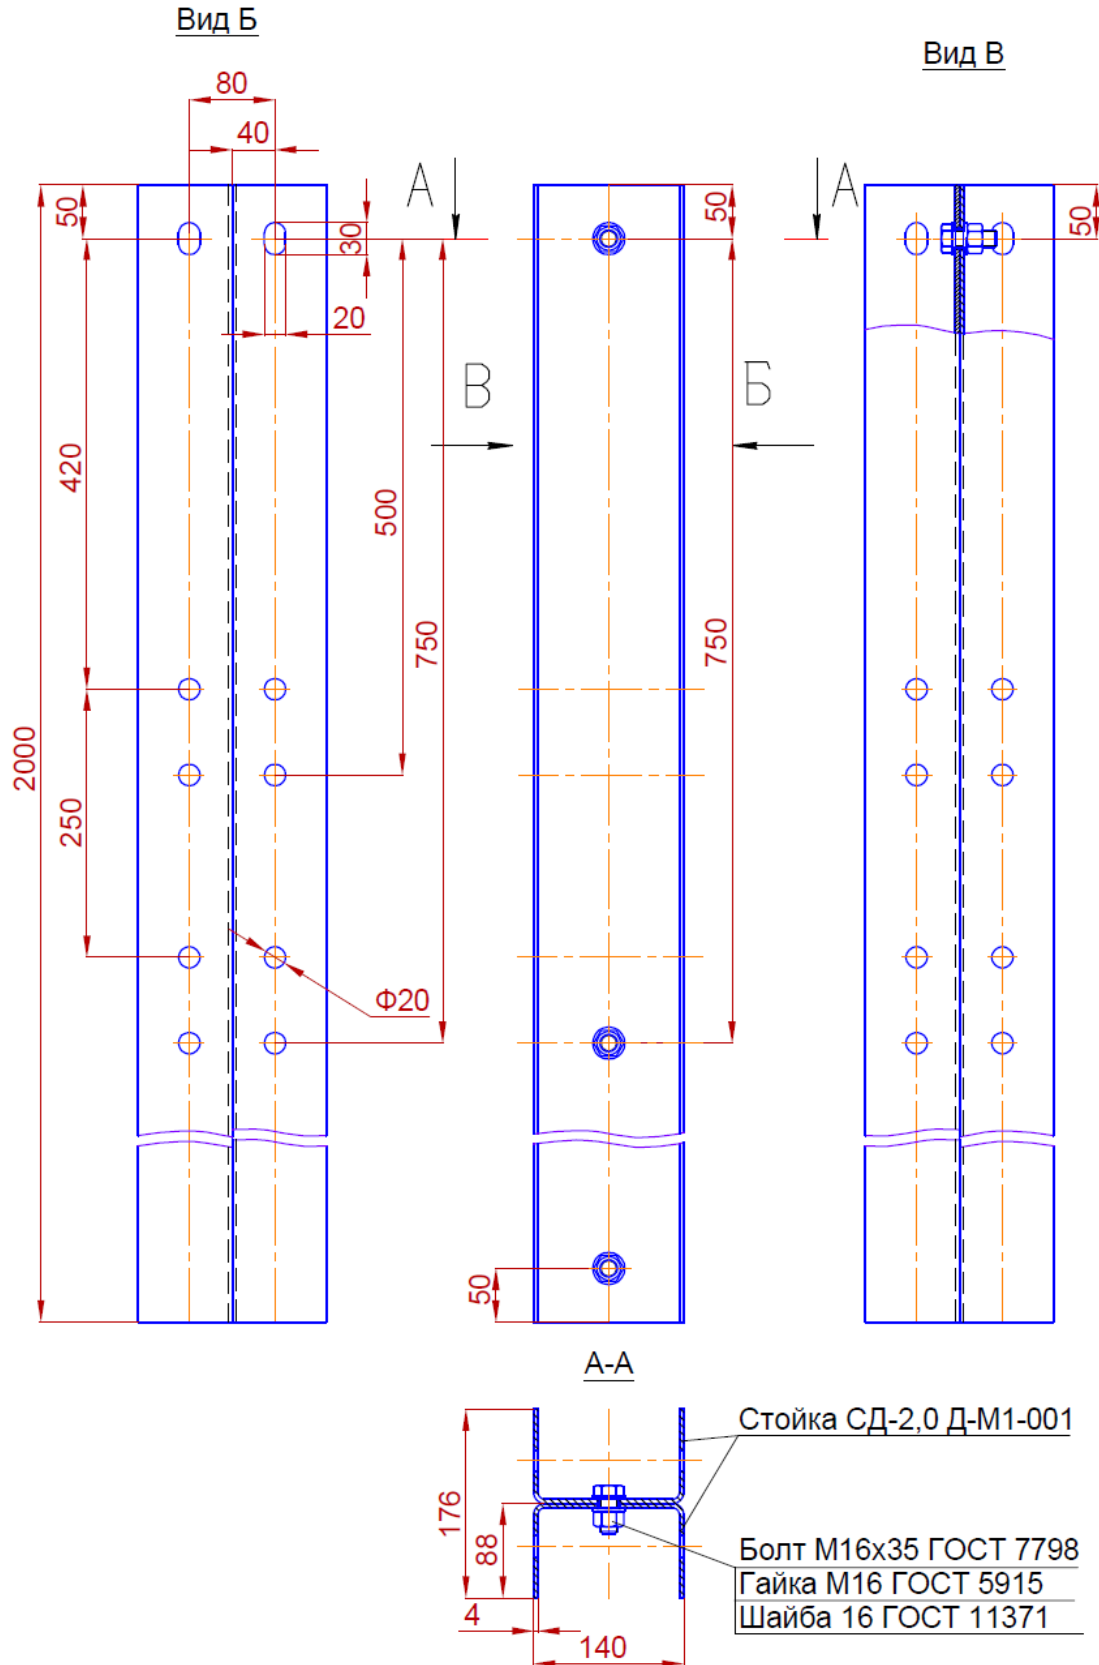 Вид Б
Вид В
80
40
А
А
50
50
50
30
20
В
Б
420
500
750
750
2000
250
Ф20
50
А-А
Стойка СД-2,0 Д-М1-001
176
88
Болт М16х35 ГОСТ 7798
Гайка М16 ГОСТ 5915
Шайба 16 ГОСТ 11371
4
140